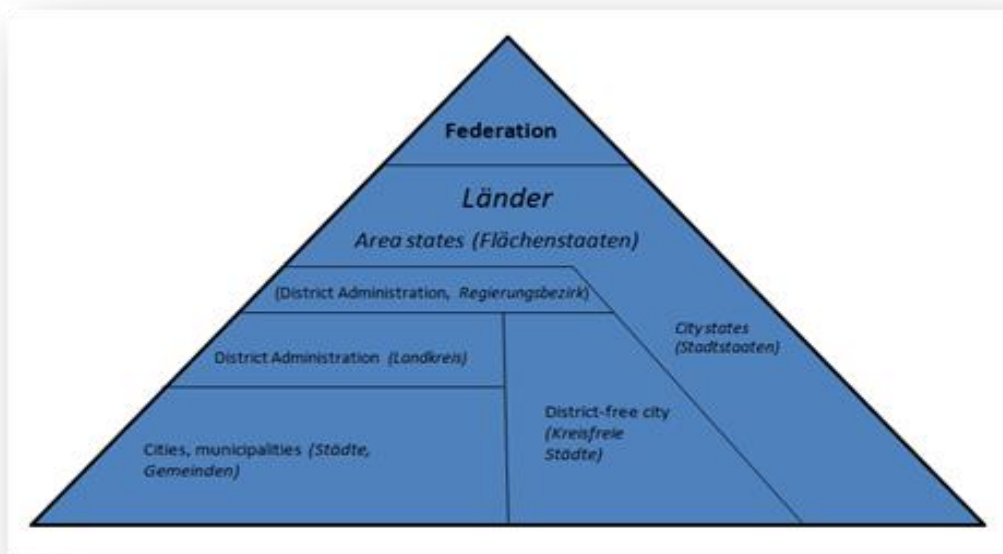 Federation
Länder
Area states (Flächenstaaten)
(District Administration, Regierungsbezirk)
City states
(Stadtstaaten)
District Administration (Landkreis)
District-free city
(Kreisfreie
Städte)
Cities, municipalities (Städte,
Gemeinden)